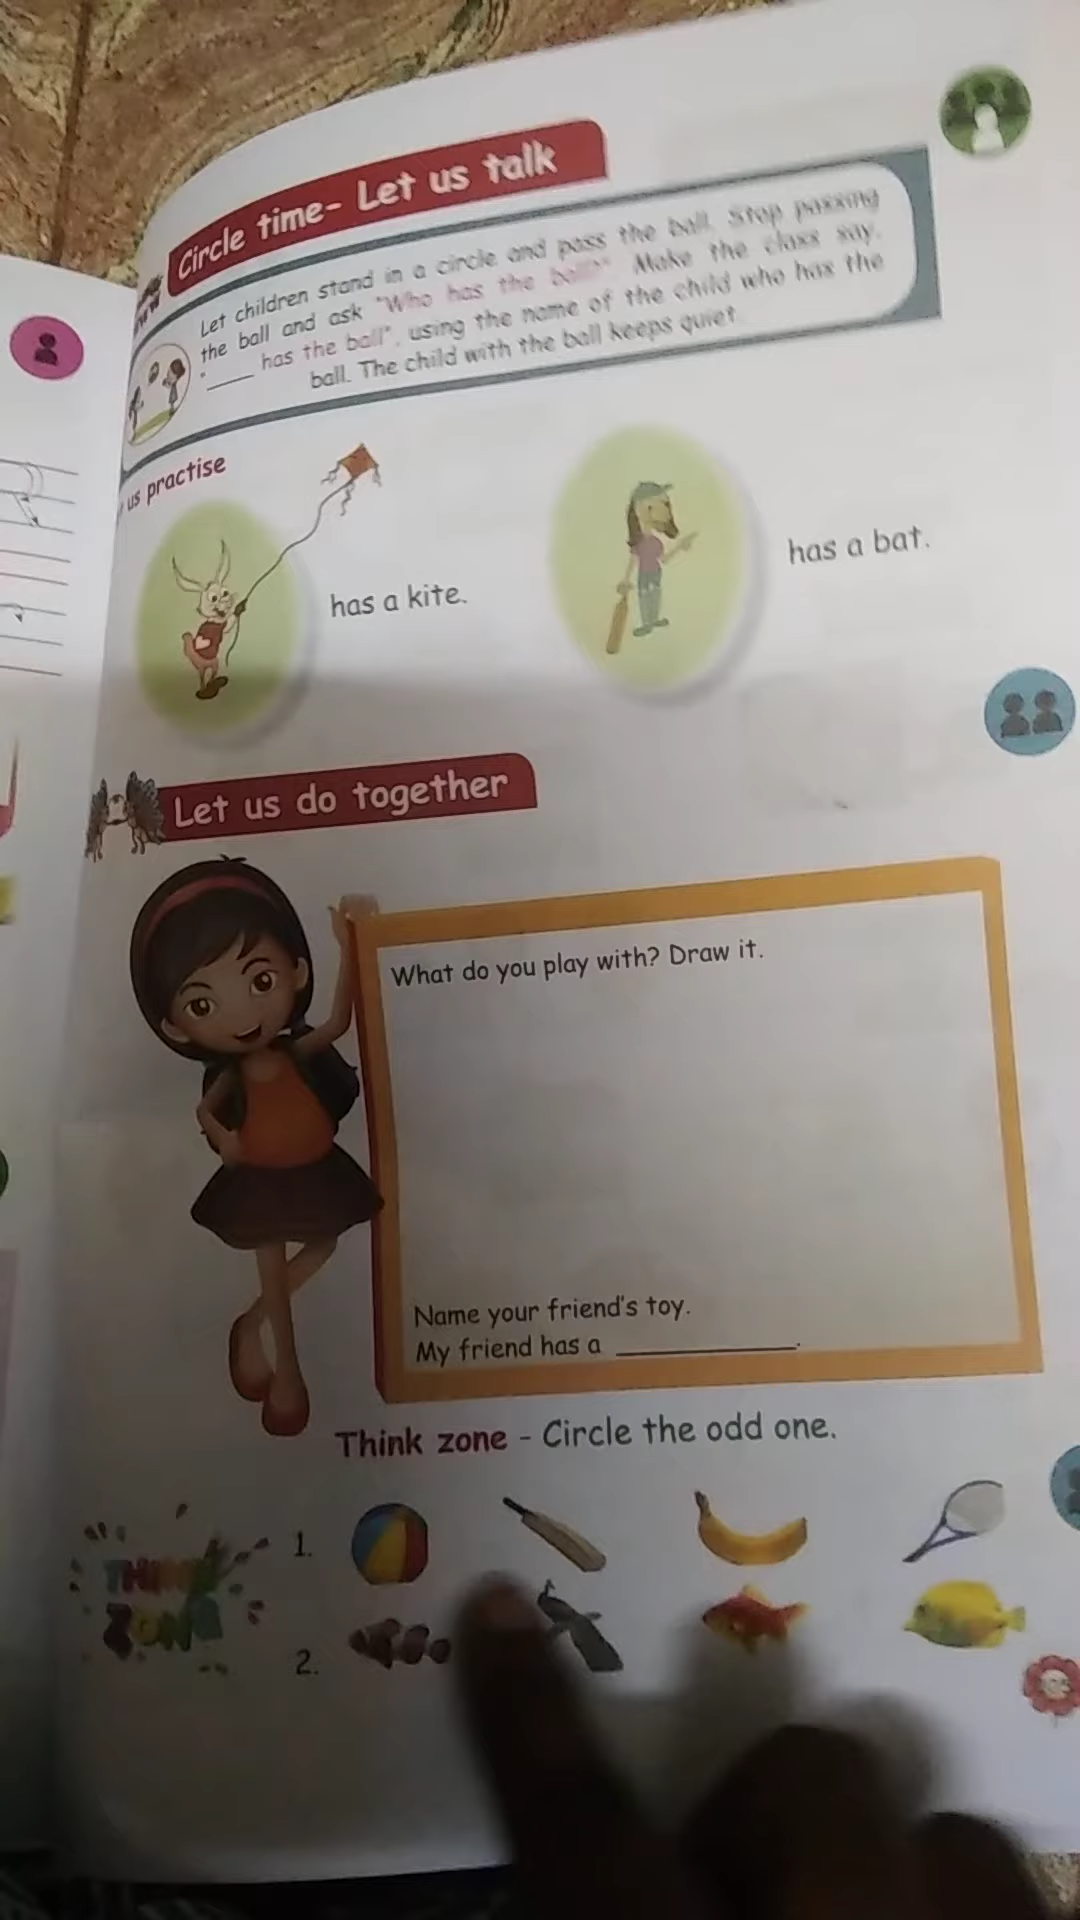 Circle time- Let us talk
Let children stand in a circle and pass the ball. Stop passing
the ball and ask "Who has the ball?". Make the class say,
"____ has the ball", using the name of the child who has the
ball. The child with the ball keeps quiet.
us practise
has a kite.
has a bat.
Let us do together
What do you play with? Draw it.
Name your friend's toy.
My friend has a ____________.
Think zone - Circle the odd one.
THINK
ZONE
1.
2.